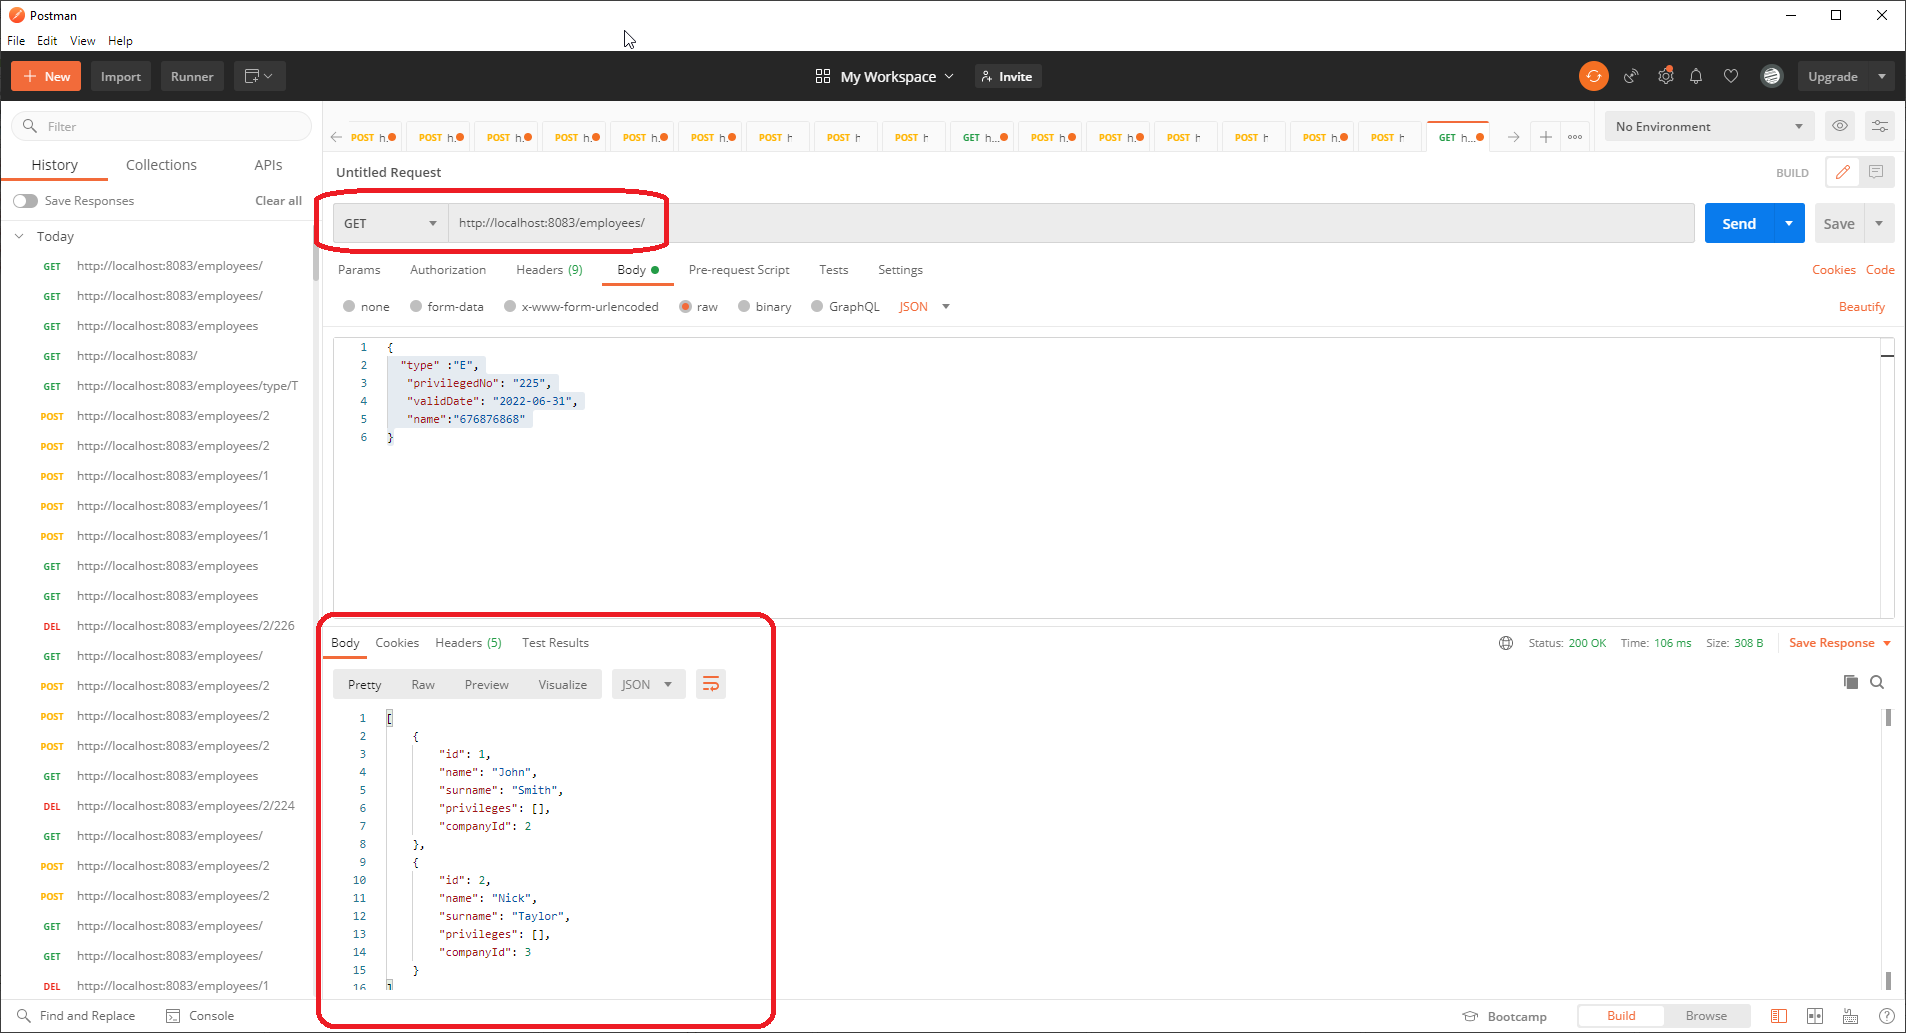 Postman
File Edit View Help
New Import Runner My Workspace Invite Upgrade
Filter
History Collections APIs
Save Responses Clear all
Today
GET http://localhost:8083/employees/
GET http://localhost:8083/employees/
GET http://localhost:8083/employees
GET http://localhost:8083/
GET http://localhost:8083/employees/type/T
POST http://localhost:8083/employees/2
POST http://localhost:8083/employees/2
POST http://localhost:8083/employees/1
POST http://localhost:8083/employees/1
POST http://localhost:8083/employees/1
GET http://localhost:8083/employees
GET http://localhost:8083/employees
DEL http://localhost:8083/employees/2/226
GET http://localhost:8083/employees/
POST http://localhost:8083/employees/2
POST http://localhost:8083/employees/2
POST http://localhost:8083/employees/2
GET http://localhost:8083/employees
DEL http://localhost:8083/employees/2/224
GET http://localhost:8083/employees/
POST http://localhost:8083/employees/2
POST http://localhost:8083/employees/2
GET http://localhost:8083/employees/
GET http://localhost:8083/employees/
DEL http://localhost:8083/employees/1
POST h. POST h. POST h. POST h. POST h. POST h. POST h POST h POST h GET h... POST h. POST h. POST h POST h POST h. POST h GET h...
No Environment
Untitled Request BUILD
GET http://localhost:8083/employees/ Send Save
Params Authorization Headers (9) Body Pre-request Script Tests Settings Cookies Code
none form-data x-www-form-urlencoded raw binary GraphQL JSON Beautify
1 {
2 "type" :"E",
3 "privilegedNo": "225",
4 "validDate": "2022-06-31",
5 "name":"676876868"
6 }
Body Cookies Headers (5) Test Results Status: 200 OK Time: 106 ms Size: 308 B Save Response
Pretty Raw Preview Visualize JSON
1 [
2 {
3 "id": 1,
4 "name": "John",
5 "surname": "Smith",
6 "privileges": [],
7 "companyId": 2
8 },
9 {
10 "id": 2,
11 "name": "Nick",
12 "surname": "Taylor",
13 "privileges": [],
14 "companyId": 3
15 }
16 ]
Find and Replace Console Bootcamp Build Browse